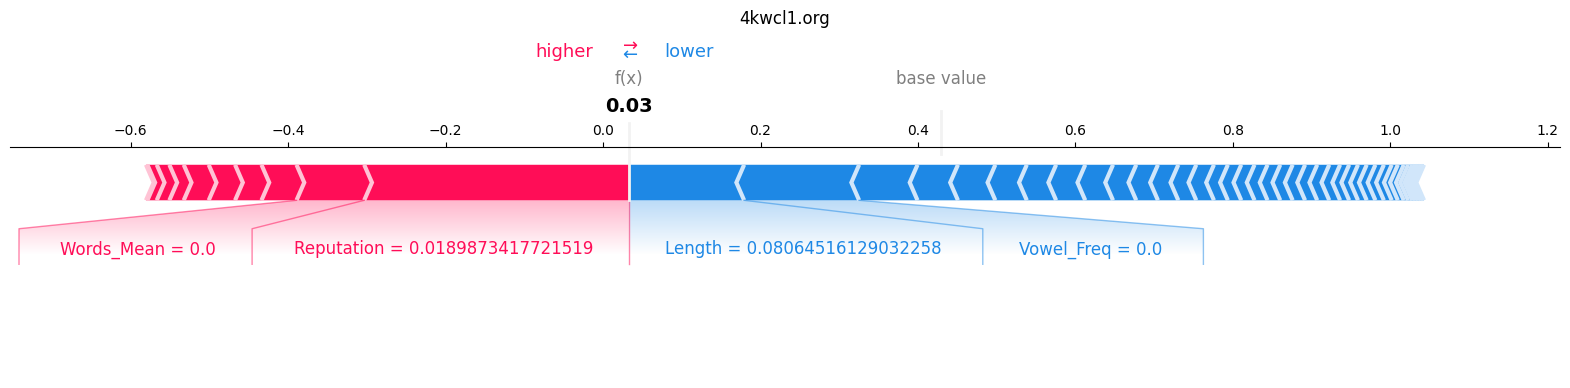 4kwcl1.org
higher → ← lower
f(x) base value
0.03
−0.6 −0.4 −0.2 0.0 0.2 0.4 0.6 0.8 1.0 1.2
Words_Mean = 0.0 Reputation = 0.0189873417721519 Length = 0.08064516129032258 Vowel_Freq = 0.0